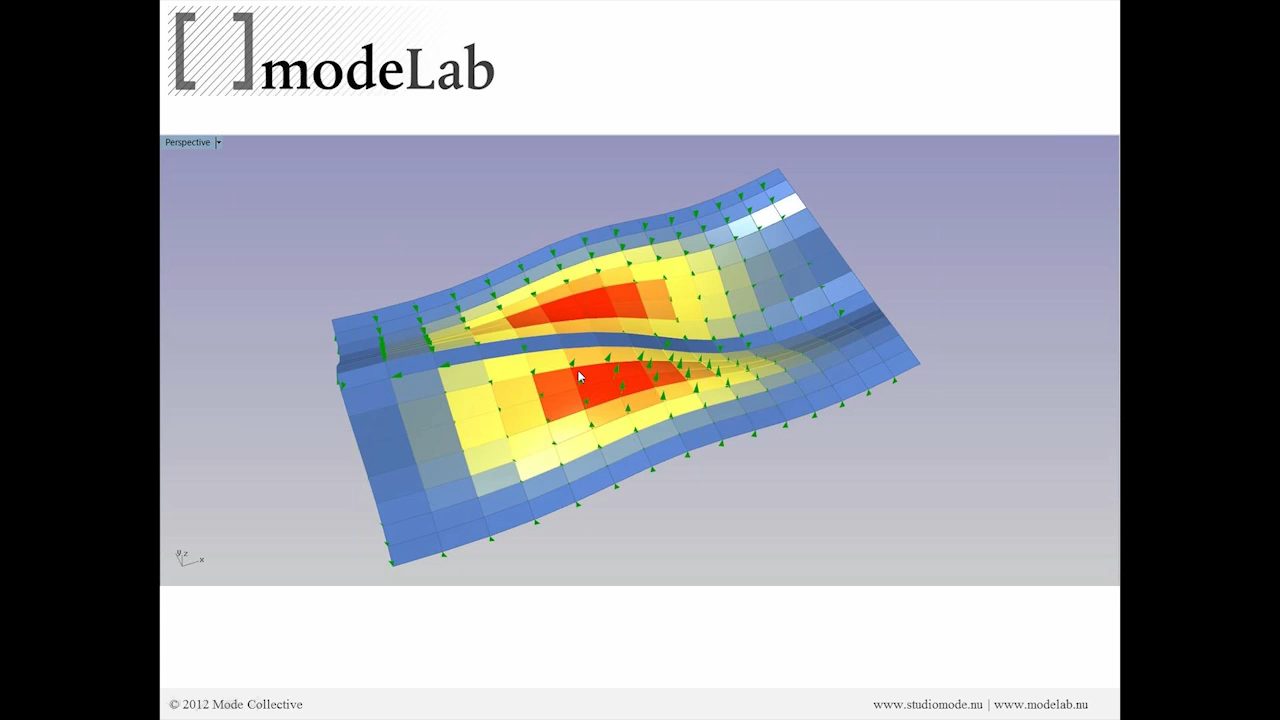 [ ] modeLab
Perspective
y z
x
© 2012 Mode Collective
www.studiomode.nu | www.modelab.nu